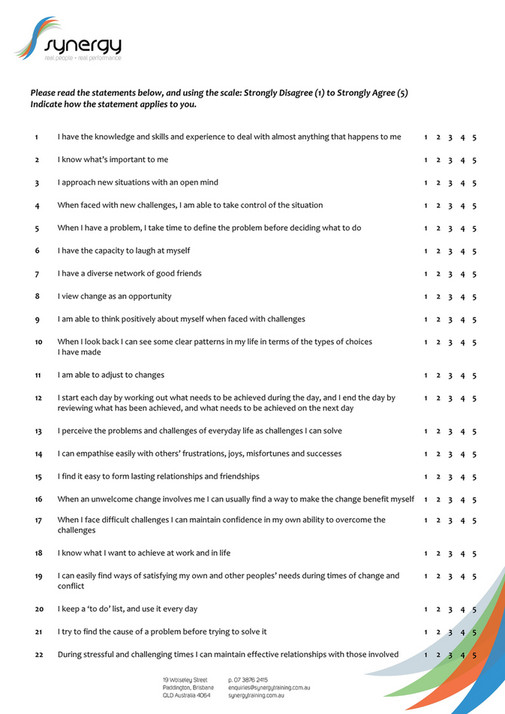 synergy
real people • real performance
Please read the statements below, and using the scale: Strongly Disagree (1) to Strongly Agree (5)
Indicate how the statement applies to you.
1 I have the knowledge and skills and experience to deal with almost anything that happens to me 1 2 3 4 5
2 I know what's important to me 1 2 3 4 5
3 I approach new situations with an open mind 1 2 3 4 5
4 When faced with new challenges, I am able to take control of the situation 1 2 3 4 5
5 When I have a problem, I take time to define the problem before deciding what to do 1 2 3 4 5
6 I have the capacity to laugh at myself 1 2 3 4 5
7 I have a diverse network of good friends 1 2 3 4 5
8 I view change as an opportunity 1 2 3 4 5
9 I am able to think positively about myself when faced with challenges 1 2 3 4 5
10 When I look back I can see some clear patterns in my life in terms of the types of choices 1 2 3 4 5
I have made
11 I am able to adjust to changes 1 2 3 4 5
12 I start each day by working out what needs to be achieved during the day, and I end the day by 1 2 3 4 5
reviewing what has been achieved, and what needs to be achieved on the next day
13 I perceive the problems and challenges of everyday life as challenges I can solve 1 2 3 4 5
14 I can empathise easily with others' frustrations, joys, misfortunes and successes 1 2 3 4 5
15 I find it easy to form lasting relationships and friendships 1 2 3 4 5
16 When an unwelcome change involves me I can usually find a way to make the change benefit myself 1 2 3 4 5
17 When I face difficult challenges I can maintain confidence in my own ability to overcome the 1 2 3 4 5
challenges
18 I know what I want to achieve at work and in life 1 2 3 4 5
19 I can easily find ways of satisfying my own and other peoples' needs during times of change and 1 2 3 4 5
conflict
20 I keep a 'to do' list, and use it every day 1 2 3 4 5
21 I try to find the cause of a problem before trying to solve it 1 2 3 4 5
22 During stressful and challenging times I can maintain effective relationships with those involved 1 2 3 4 5
19 Wolseley Street p. 07 3876 2415
Paddington, Brisbane enquiries@synergytraining.com.au
QLD Australia 4064 synergytraining.com.au